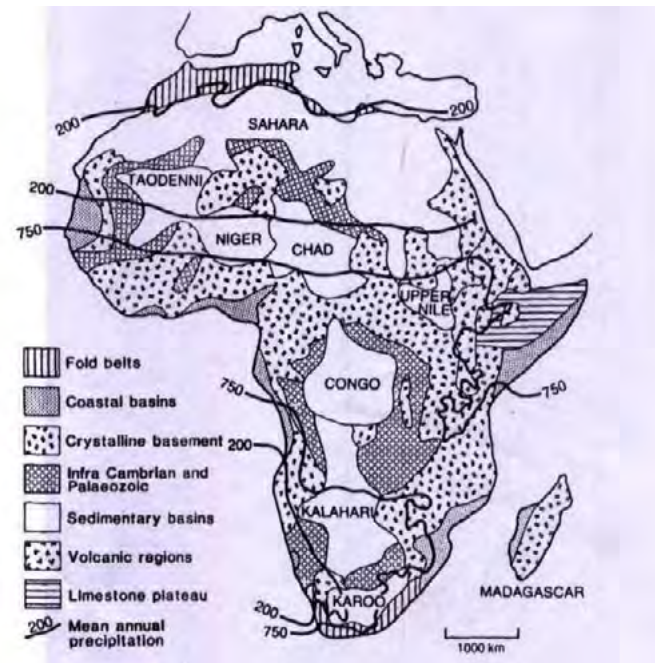 200
200
SAHARA
TAODENNI
200
750
NIGER
CHAD
UPPER
NILE
CONGO
750
750
200
KALAHARI
KAROO
200
750
MADAGASCAR
1000 km
Fold belts
Coastal basins
Crystalline basement
Infra Cambrian and
Palaeozoic
Sedimentary basins
Volcanic regions
Limestone plateau
200 Mean annual
precipitation